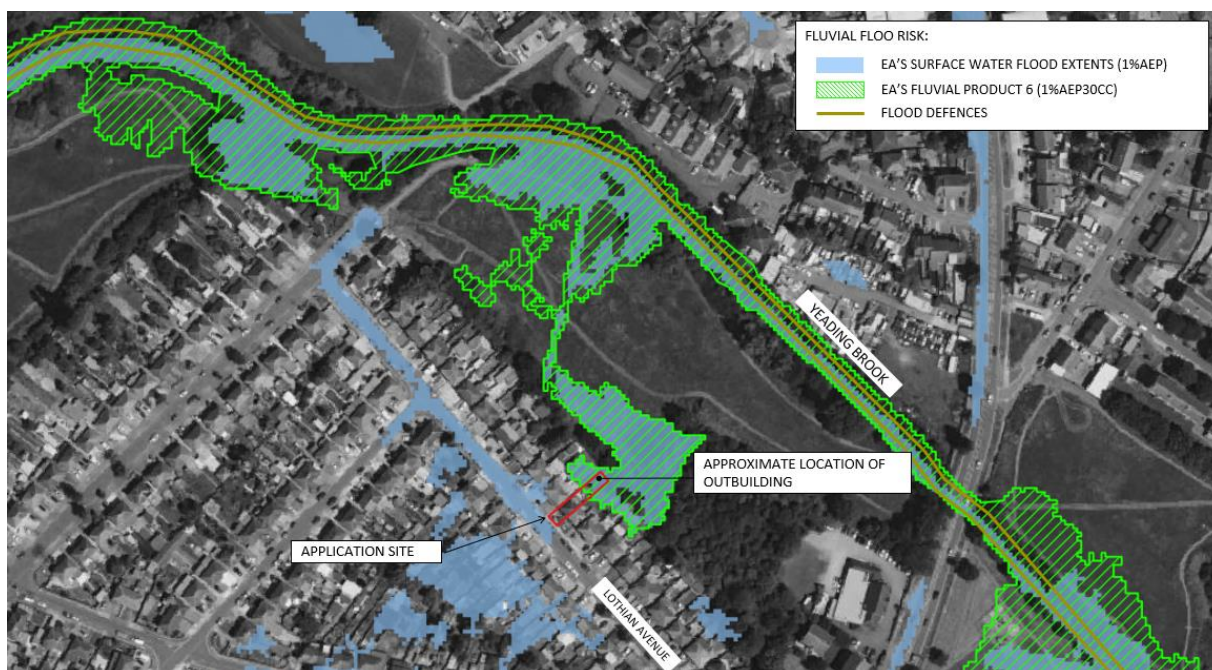 FLUVIAL FLOO RISK:
EA'S SURFACE WATER FLOOD EXTENTS (1%AEP)
EA'S FLUVIAL PRODUCT 6 (1%AEP30CC)
FLOOD DEFENCES
YEADING BROOK
APPROXIMATE LOCATION OF
OUTBUILDING
APPLICATION SITE
LOTHIAN AVENUE